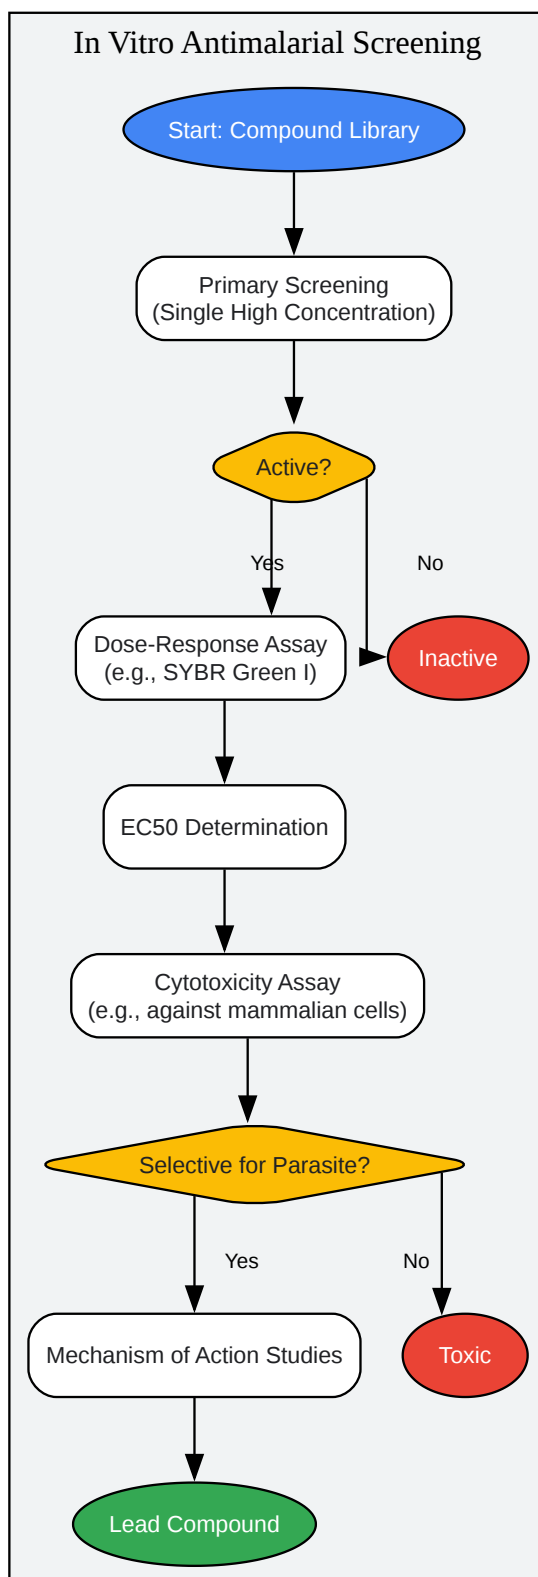 In Vitro Antimalarial Screening
Start: Compound Library
Primary Screening
(Single High Concentration)
Active?
Yes
No
Dose-Response Assay
(e.g., SYBR Green I)
Inactive
EC50 Determination
Cytotoxicity Assay
(e.g., against mammalian cells)
Selective for Parasite?
Yes
No
Mechanism of Action Studies
Toxic
Lead Compound